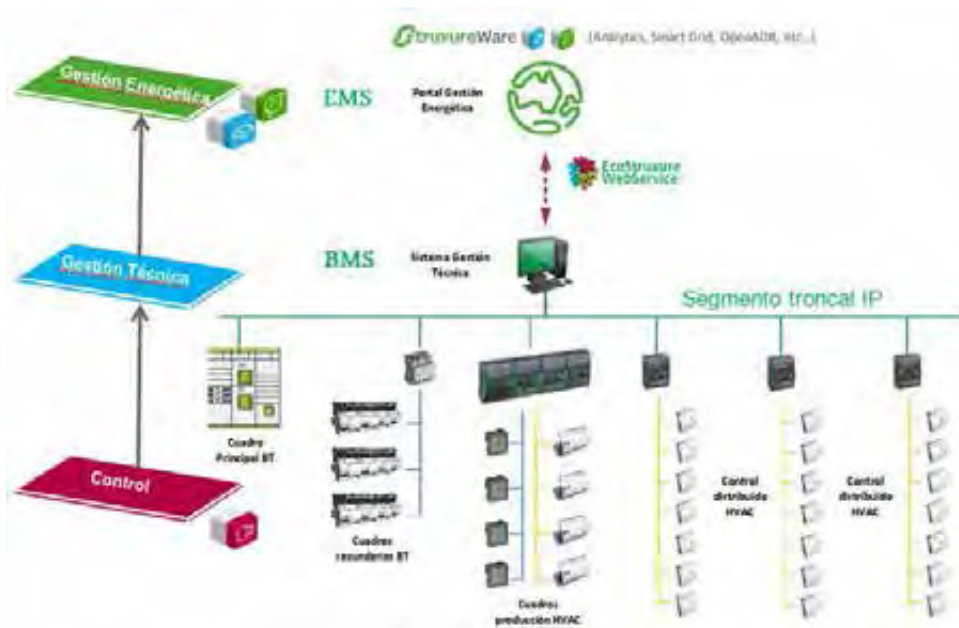 StruxureWare
(Analytics, Smart Grid, OpenADR, etc..)
Gestión Energética
EMS
Portal Gestión
Energética
EcoStruxure
WebService
Gestión Técnica
BMS
Sistema Gestión
Técnica
Segmento troncal IP
Cuadro
Principal BT
Control
Cuadros
secundarios BT
Cuadros
producción HVAC
Control
distribuido
HVAC
Control
distribuido
HVAC